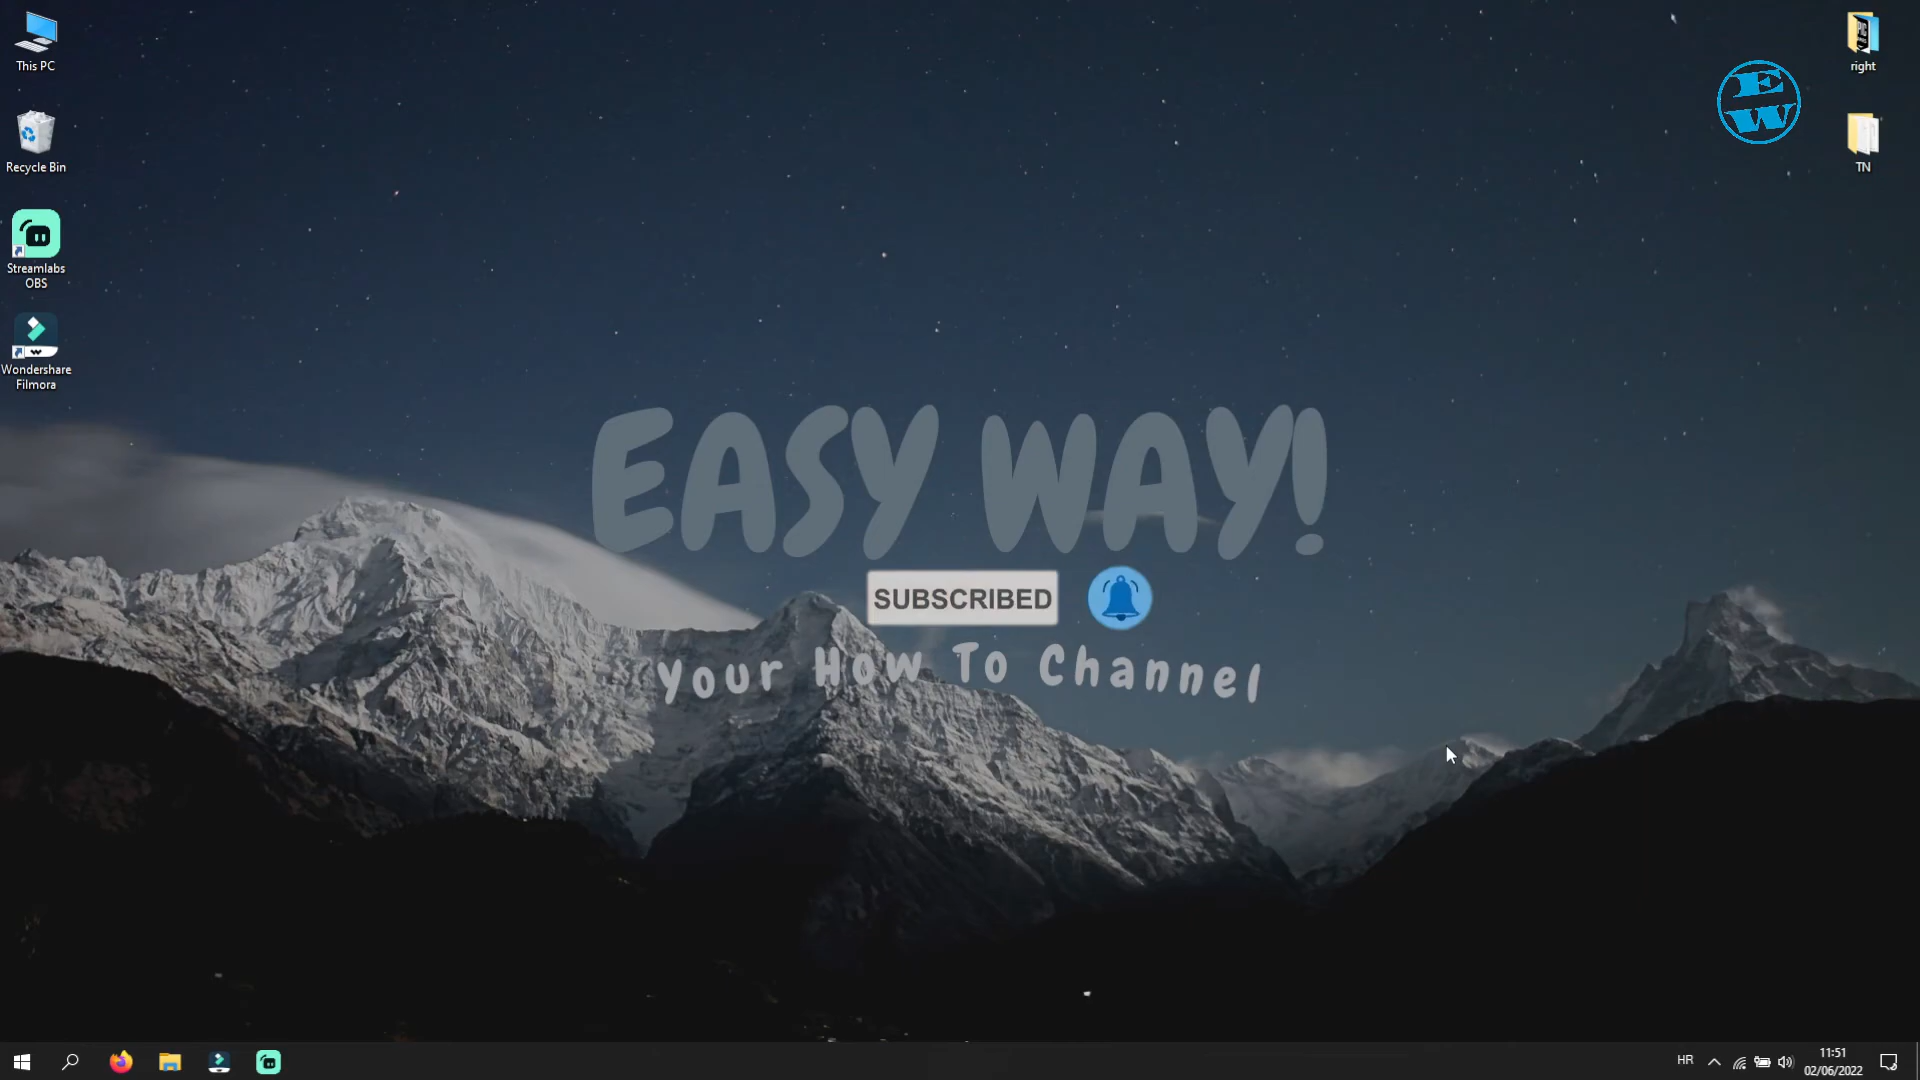 This PC
Recycle Bin
Streamlabs
OBS
Wondershare
Filmora
right
TN
EW
EASY WAY!
SUBSCRIBED
Your How To Channel
HR
11:51
02/06/2022